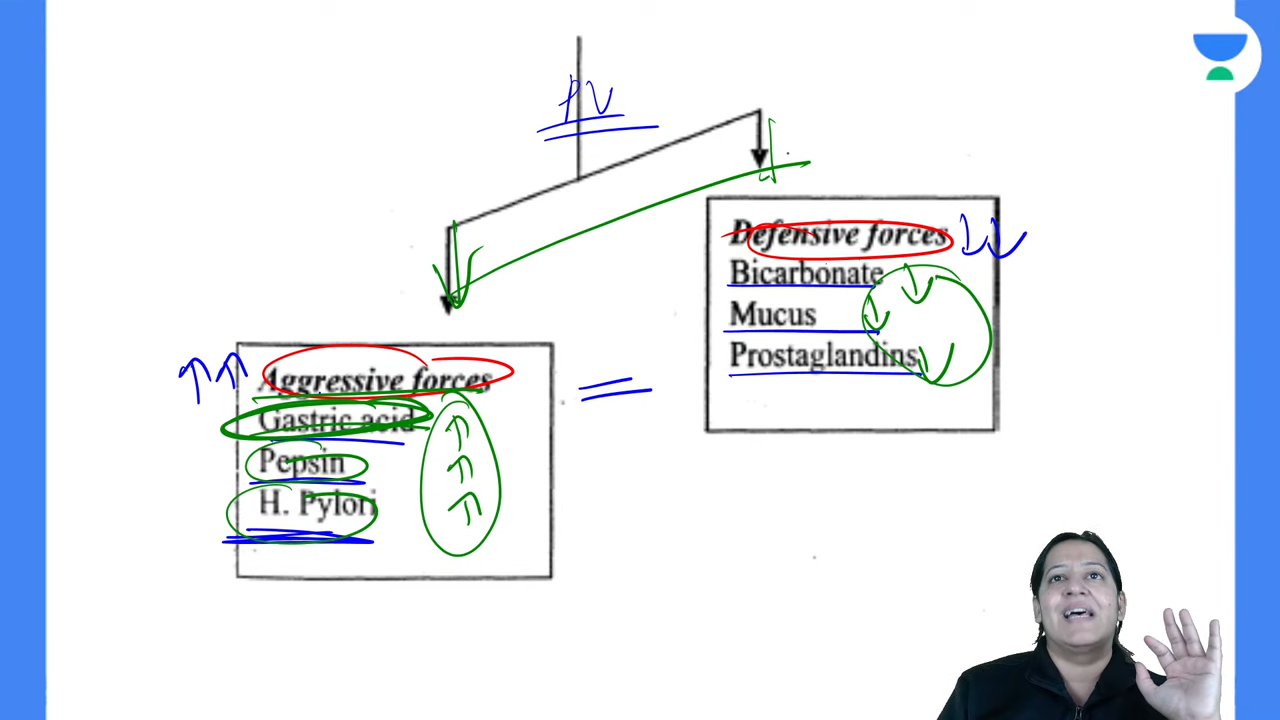 PU
Defensive forces
Bicarbonate
Mucus
Prostaglandins
Aggressive forces
Gastric acid
Pepsin
H. Pylori